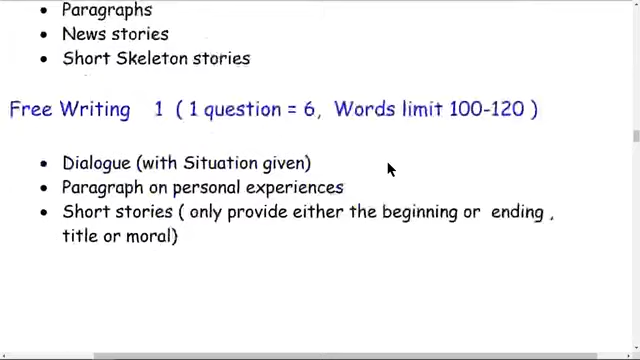 • Paragraphs
• News stories
• Short Skeleton stories
Free Writing 1 ( 1 question = 6, Words limit 100-120 )
• Dialogue (with Situation given)
• Paragraph on personal experiences
• Short stories ( only provide either the beginning or ending ,
title or moral)